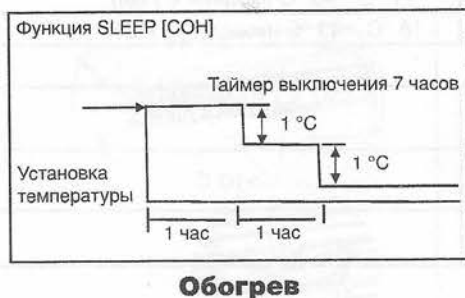 Функция SLEEP [СОН]
Таймер выключения 7 часов
1 °C
1 °C
Установка
температуры
1 час
1 час
Обогрев